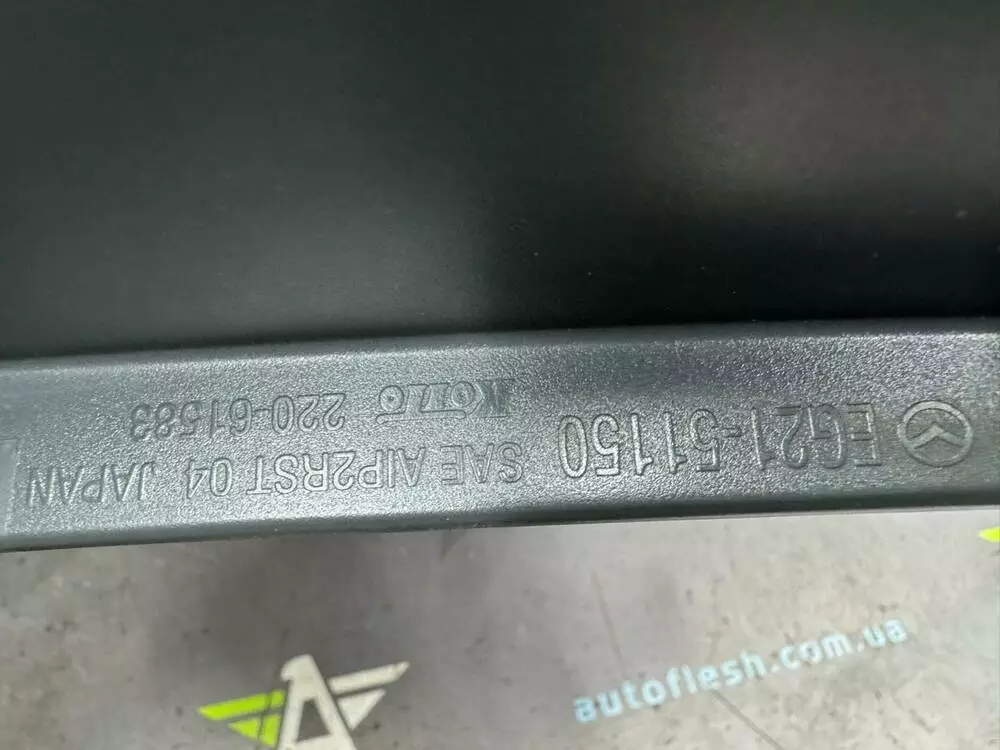 EG21-51150
KOITO 220-61583
SAE AIP2RST 04 JAPAN
autoflesh.com.ua